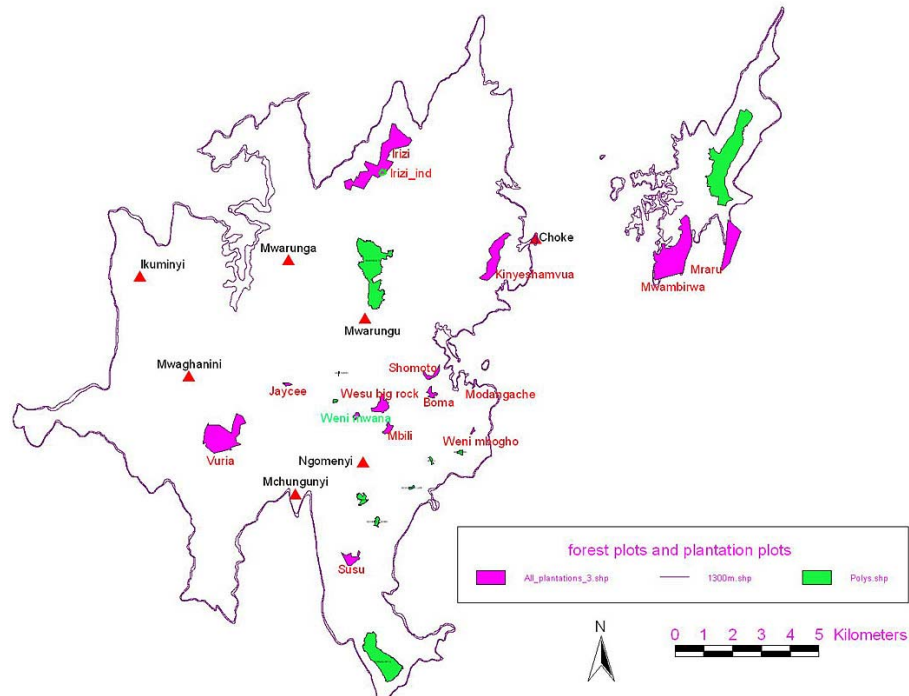 Irizi
Irizi_ind
Choke
Mwarunga
Ikuminyi
Kinyeshamvua
Mraru
Mwambirwa
Mwarungu
Mwaghanini
Shomoto
Jaycee
Wesu big rock
Modangache
Boma
Weni mwana
Mbili
Weni mbogho
Vuria
Ngomenyi
Mchungunyi
Susu
forest plots and plantation plots
All_plantations_3.shp
1300m.shp
Polys.shp
N
0 1 2 3 4 5 Kilometers